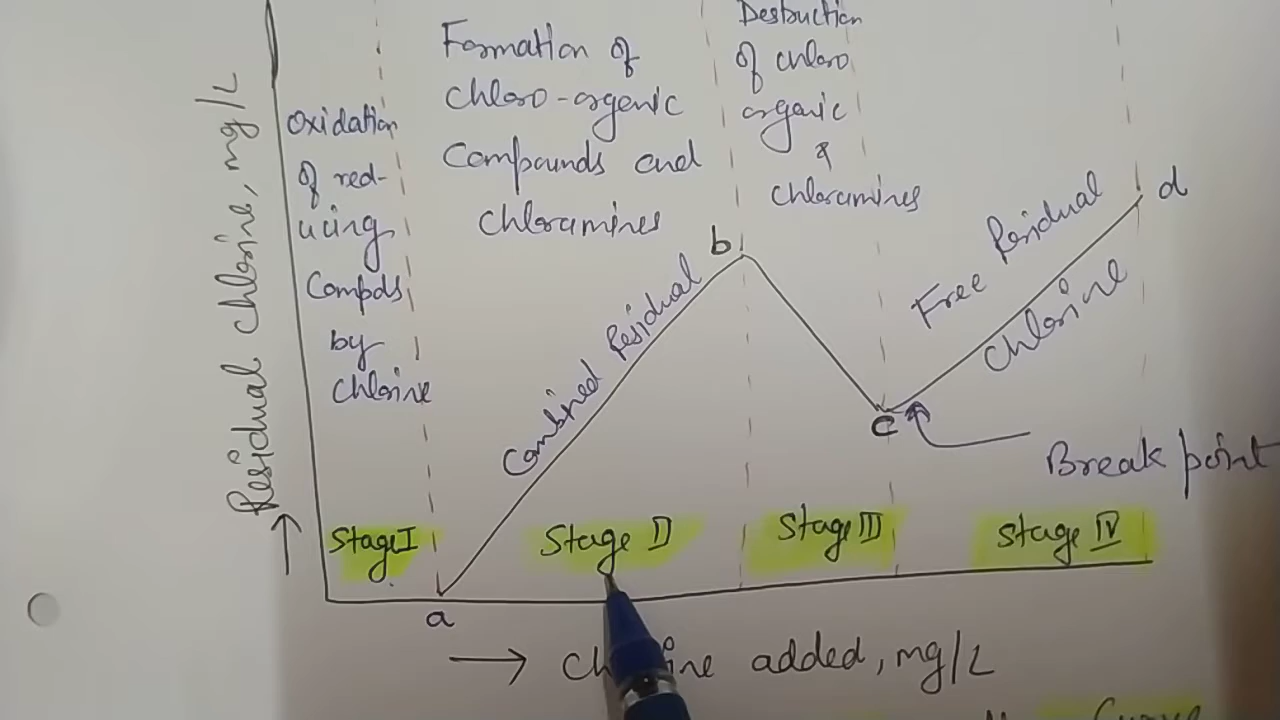 Residual chlorine, mg/L
Oxidation
of red-
ucing
Compds
by
chlorine
Formation of
chloro-organic
Compounds and
chloramines
Destruction
of chloro
organic
&
chloramines
Combined Residual
Free Residual
Chlorine
a
b
c
d
Break point
Stage I
Stage II
Stage III
Stage IV
added, mg/L